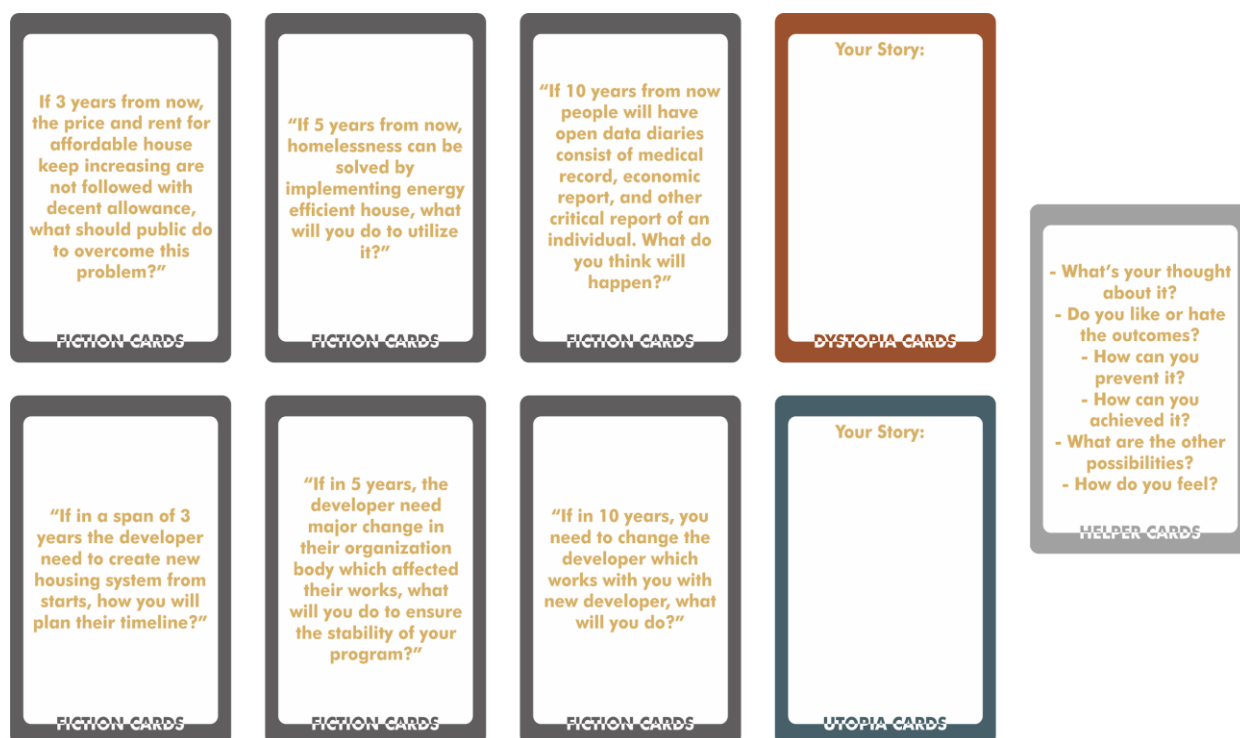 If 3 years from now,
the price and rent for
affordable house
keep increasing are
not followed with
decent allowance,
what should public do
to overcome this
problem?”
FICTION CARDS
“If 5 years from now,
homelessness can be
solved by
implementing energy
efficient house, what
will you do to utilize
it?”
FICTION CARDS
“If 10 years from now
people will have
open data diaries
consist of medical
record, economic
report, and other
critical report of an
individual. What do
you think will
happen?”
FICTION CARDS
Your Story:
DYSTOPIA CARDS
- What’s your thought
about it?
- Do you like or hate
the outcomes?
- How can you
prevent it?
- How can you
achieved it?
- What are the other
possibilities?
- How do you feel?
HELPER CARDS
“If in a span of 3
years the developer
need to create new
housing system from
starts, how you will
plan their timeline?”
FICTION CARDS
“If in 5 years, the
developer need
major change in
their organization
body which affected
their works, what
will you do to ensure
the stability of your
program?”
FICTION CARDS
“If in 10 years, you
need to change the
developer which
works with you with
new developer, what
will you do?”
FICTION CARDS
Your Story:
UTOPIA CARDS